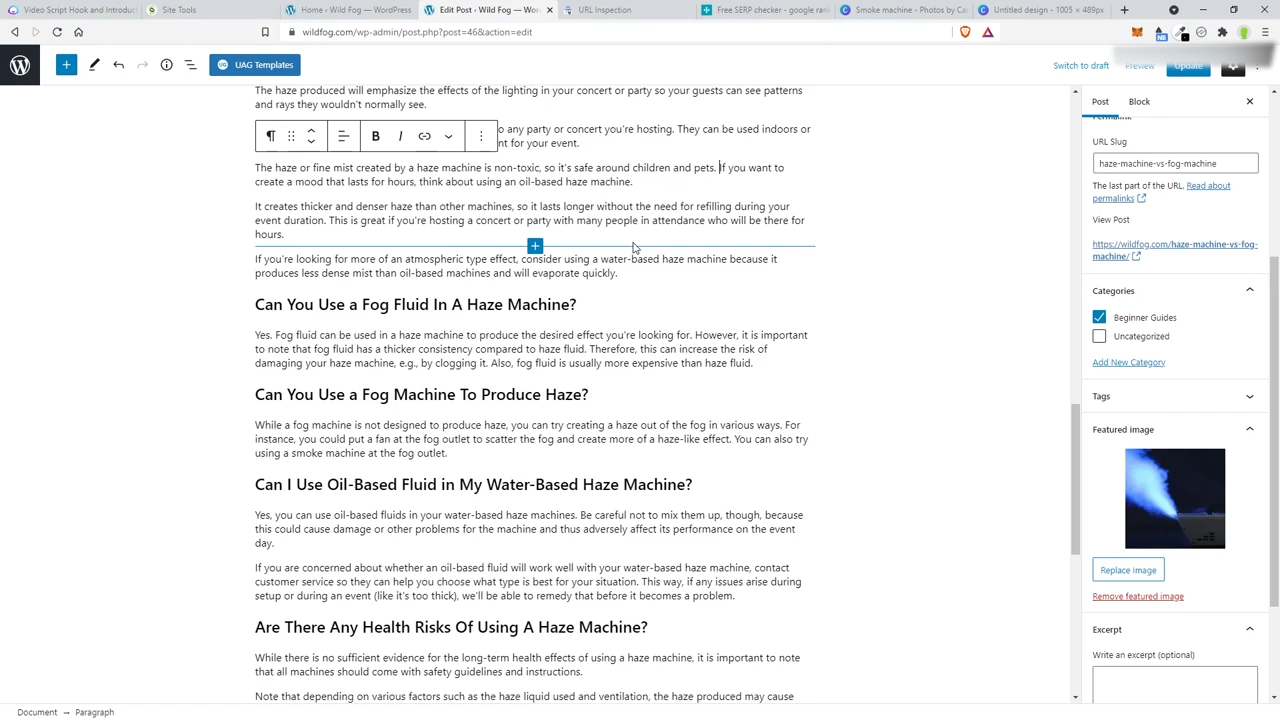 Video Script Hook and Introduct
Site Tools
Home ‹ Wild Fog — WordPress
Edit Post ‹ Wild Fog — Wor
URL Inspection
Free SERP checker - google rank
Smoke machine - Photos by Ca
Untitled design - 1005 × 489px
wildfog.com/wp-admin/post.php?post=46&action=edit
UAG Templates
Switch to draft
Preview
Update
The haze produced will emphasize the effects of the lighting in your concert or party so your guests can see patterns
and rays they wouldn't normally see.
o any party or concert you're hosting. They can be used indoors or
nt for your event.
The haze or fine mist created by a haze machine is non-toxic, so it's safe around children and pets. If you want to
create a mood that lasts for hours, think about using an oil-based haze machine.
It creates thicker and denser haze than other machines, so it lasts longer without the need for refilling during your
event duration. This is great if you're hosting a concert or party with many people in attendance who will be there for
hours.
If you're looking for more of an atmospheric type effect, consider using a water-based haze machine because it
produces less dense mist than oil-based machines and will evaporate quickly.
Can You Use a Fog Fluid In A Haze Machine?
Yes. Fog fluid can be used in a haze machine to produce the desired effect you're looking for. However, it is important
to note that fog fluid has a thicker consistency compared to haze fluid. Therefore, this can increase the risk of
damaging your haze machine, e.g., by clogging it. Also, fog fluid is usually more expensive than haze fluid.
Can You Use a Fog Machine To Produce Haze?
While a fog machine is not designed to produce haze, you can try creating a haze out of the fog in various ways. For
instance, you could put a fan at the fog outlet to scatter the fog and create more of a haze-like effect. You can also try
using a smoke machine at the fog outlet.
Can I Use Oil-Based Fluid in My Water-Based Haze Machine?
Yes, you can use oil-based fluids in your water-based haze machines. Be careful not to mix them up, though, because
this could cause damage or other problems for the machine and thus adversely affect its performance on the event
day.
If you are concerned about whether an oil-based fluid will work well with your water-based haze machine, contact
customer service so they can help you choose what type is best for your situation. This way, if any issues arise during
setup or during an event (like it's too thick), we'll be able to remedy that before it becomes a problem.
Are There Any Health Risks Of Using A Haze Machine?
While there is no sufficient evidence for the long-term health effects of using a haze machine, it is important to note
that all machines should come with safety guidelines and instructions.
Note that depending on various factors such as the haze liquid used and ventilation, the haze produced may cause
Document → Paragraph
Post
Block
Permalink
URL Slug
haze-machine-vs-fog-machine
The last part of the URL. Read about
permalinks
View Post
https://wildfog.com/haze-machine-vs-fog-
machine/
Categories
Beginner Guides
Uncategorized
Add New Category
Tags
Featured image
Replace Image
Remove featured image
Excerpt
Write an excerpt (optional)